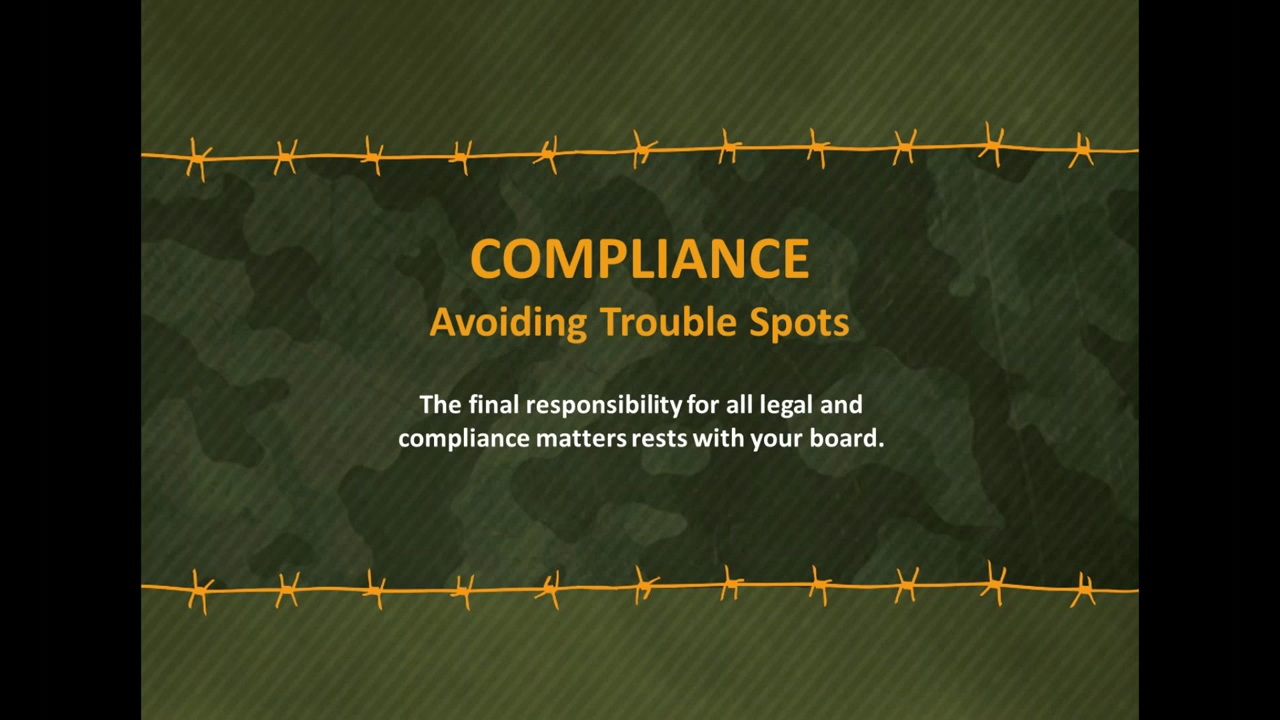 COMPLIANCE
Avoiding Trouble Spots
The final responsibility for all legal and
compliance matters rests with your board.